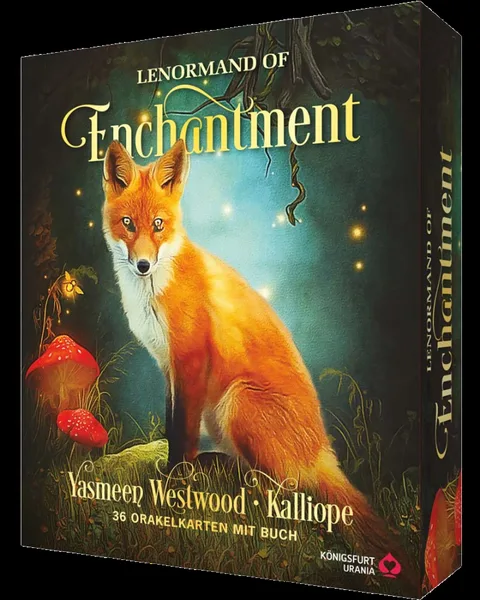 LENORMAND OF
Enchantment
Yasmeen Westwood · Kalliope
36 ORAKELKARTEN MIT BUCH
KÖNIGSFURT
URANIA
LENORMAND OF
Enchantment